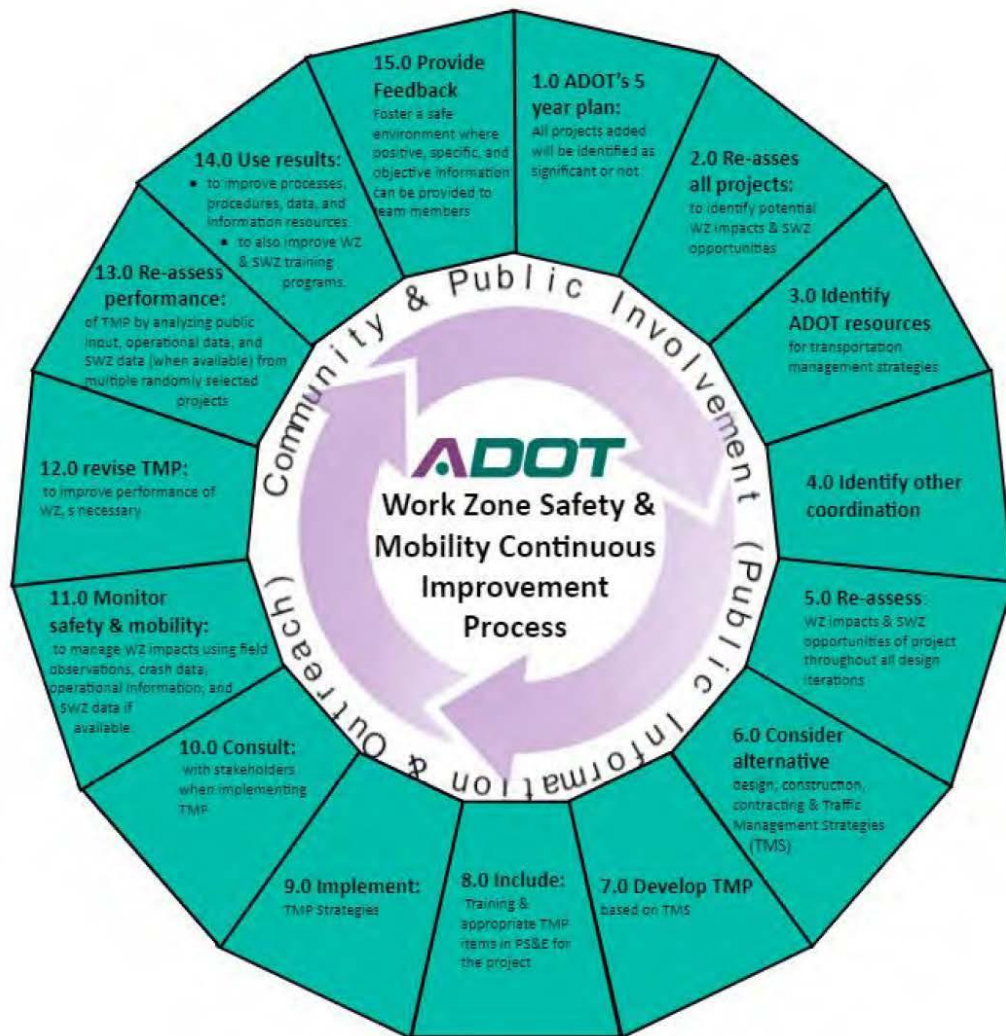 15.0 Provide
Feedback
Foster a safe
environment where
positive, specific, and
objective information
can be provided to
team members
1.0 ADOT's 5
year plan:
All projects added
will be identified as
significant or not
2.0 Re-asses
all projects:
to identify potential
WZ impacts & SWZ
opportunities
3.0 Identify
ADOT resources
for transportation
management strategies
4.0 Identify other
coordination
5.0 Re-assess:
WZ impacts & SWZ
opportunities of project
throughout all design
iterations
6.0 Consider
alternative
design, construction,
contracting & Traffic
Management Strategies
(TMS)
7.0 Develop TMP
based on TMS
8.0 Include:
Training &
appropriate TMP
items in PS&E for
the project
9.0 Implement:
TMP Strategies
10.0 Consult:
with stakeholders
when implementing
TMP
11.0 Monitor
safety & mobility:
to manage WZ impacts using field
observations, crash data,
operational information, and
SWZ data if
available.
12.0 revise TMP:
to improve performance of
WZ, s necessary
13.0 Re-assess
performance:
of TMP by analyzing public
input, operational data, and
SWZ data (when available) from
multiple randomly selected
projects
14.0 Use results:
• to improve processes,
procedures, data, and
information resources.
• to also improve WZ
& SWZ training
programs.
Community & Public Involvement (Public Information & Outreach)
ADOT
Work Zone Safety &
Mobility Continuous
Improvement
Process